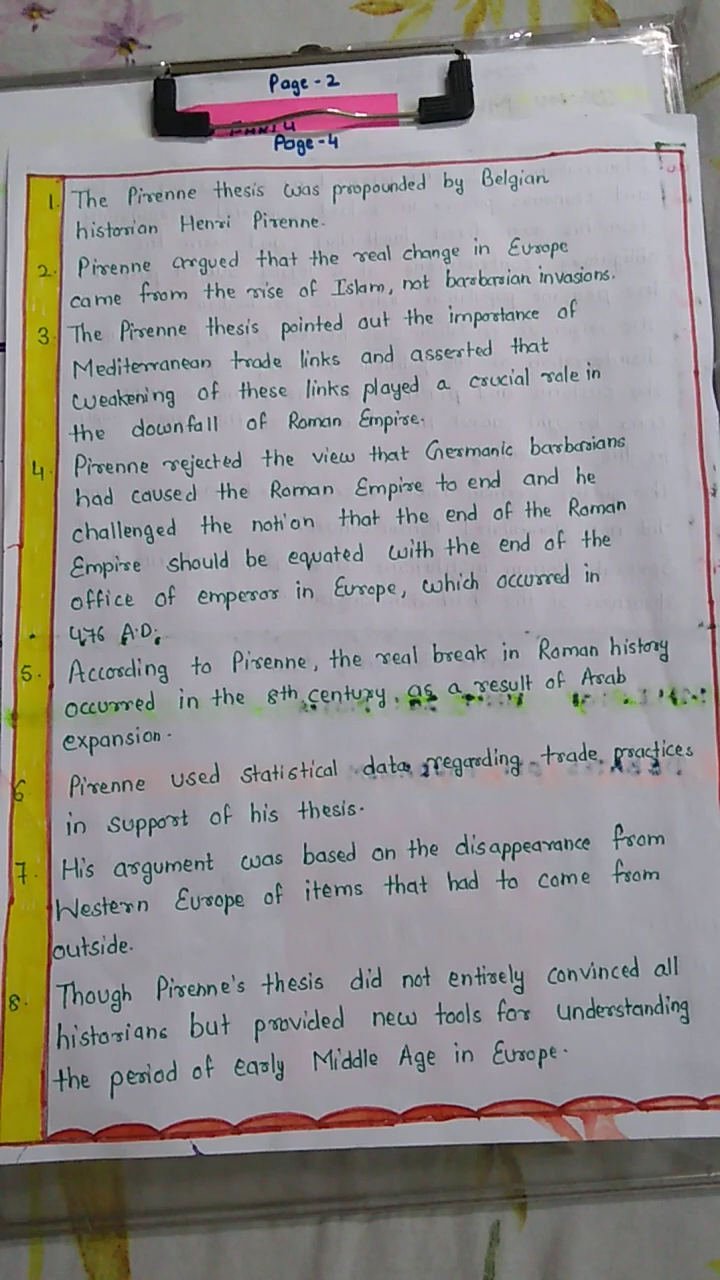 Page-2
Page-4
1. The Pirenne thesis was propounded by Belgian
historian Henri Pirenne.
2. Pirenne argued that the real change in Europe
came from the rise of Islam, not barbarian invasions.
3. The Pirenne thesis pointed out the importance of
Mediterranean trade links and asserted that
weakening of these links played a crucial role in
the downfall of Roman Empire.
4. Pirenne rejected the view that Germanic barbarians
had caused the Roman Empire to end and he
challenged the notion that the end of the Roman
Empire should be equated with the end of the
office of emperor in Europe, which occurred in
476 A.D.
5. According to Pirenne, the real break in Roman history
occurred in the 8th century as a result of Arab
expansion.
6 Pirenne used statistical data regarding trade practices
in support of his thesis.
7. His argument was based on the disappearance from
Western Europe of items that had to come from
outside.
8. Though Pirenne's thesis did not entirely convinced all
historians but provided new tools for understanding
the period of early Middle Age in Europe.